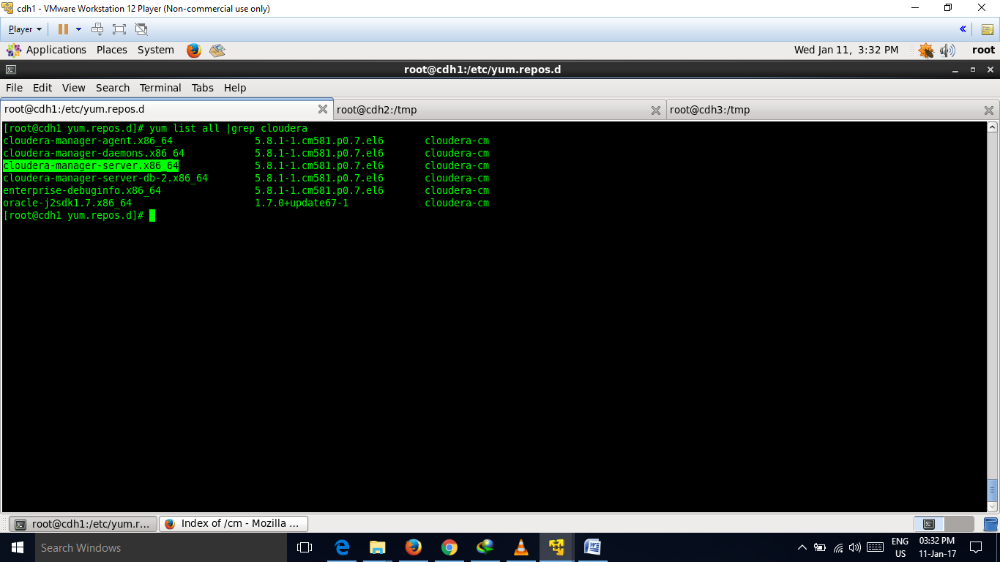 cdh1 - VMware Workstation 12 Player (Non-commercial use only)
Player
Applications Places System Wed Jan 11, 3:32 PM root
root@cdh1:/etc/yum.repos.d
File Edit View Search Terminal Tabs Help
root@cdh1:/etc/yum.repos.d root@cdh2:/tmp root@cdh3:/tmp
[root@cdh1 yum.repos.d]# yum list all |grep cloudera
cloudera-manager-agent.x86_64 5.8.1-1.cm581.p0.7.el6 cloudera-cm
cloudera-manager-daemons.x86_64 5.8.1-1.cm581.p0.7.el6 cloudera-cm
cloudera-manager-server.x86_64 5.8.1-1.cm581.p0.7.el6 cloudera-cm
cloudera-manager-server-db-2.x86_64 5.8.1-1.cm581.p0.7.el6 cloudera-cm
enterprise-debuginfo.x86_64 5.8.1-1.cm581.p0.7.el6 cloudera-cm
oracle-j2sdk1.7.x86_64 1.7.0+update67-1 cloudera-cm
[root@cdh1 yum.repos.d]#
root@cdh1:/etc/yum.r... Index of /cm - Mozilla ...
Search Windows ENG 03:32 PM
US 11-Jan-17